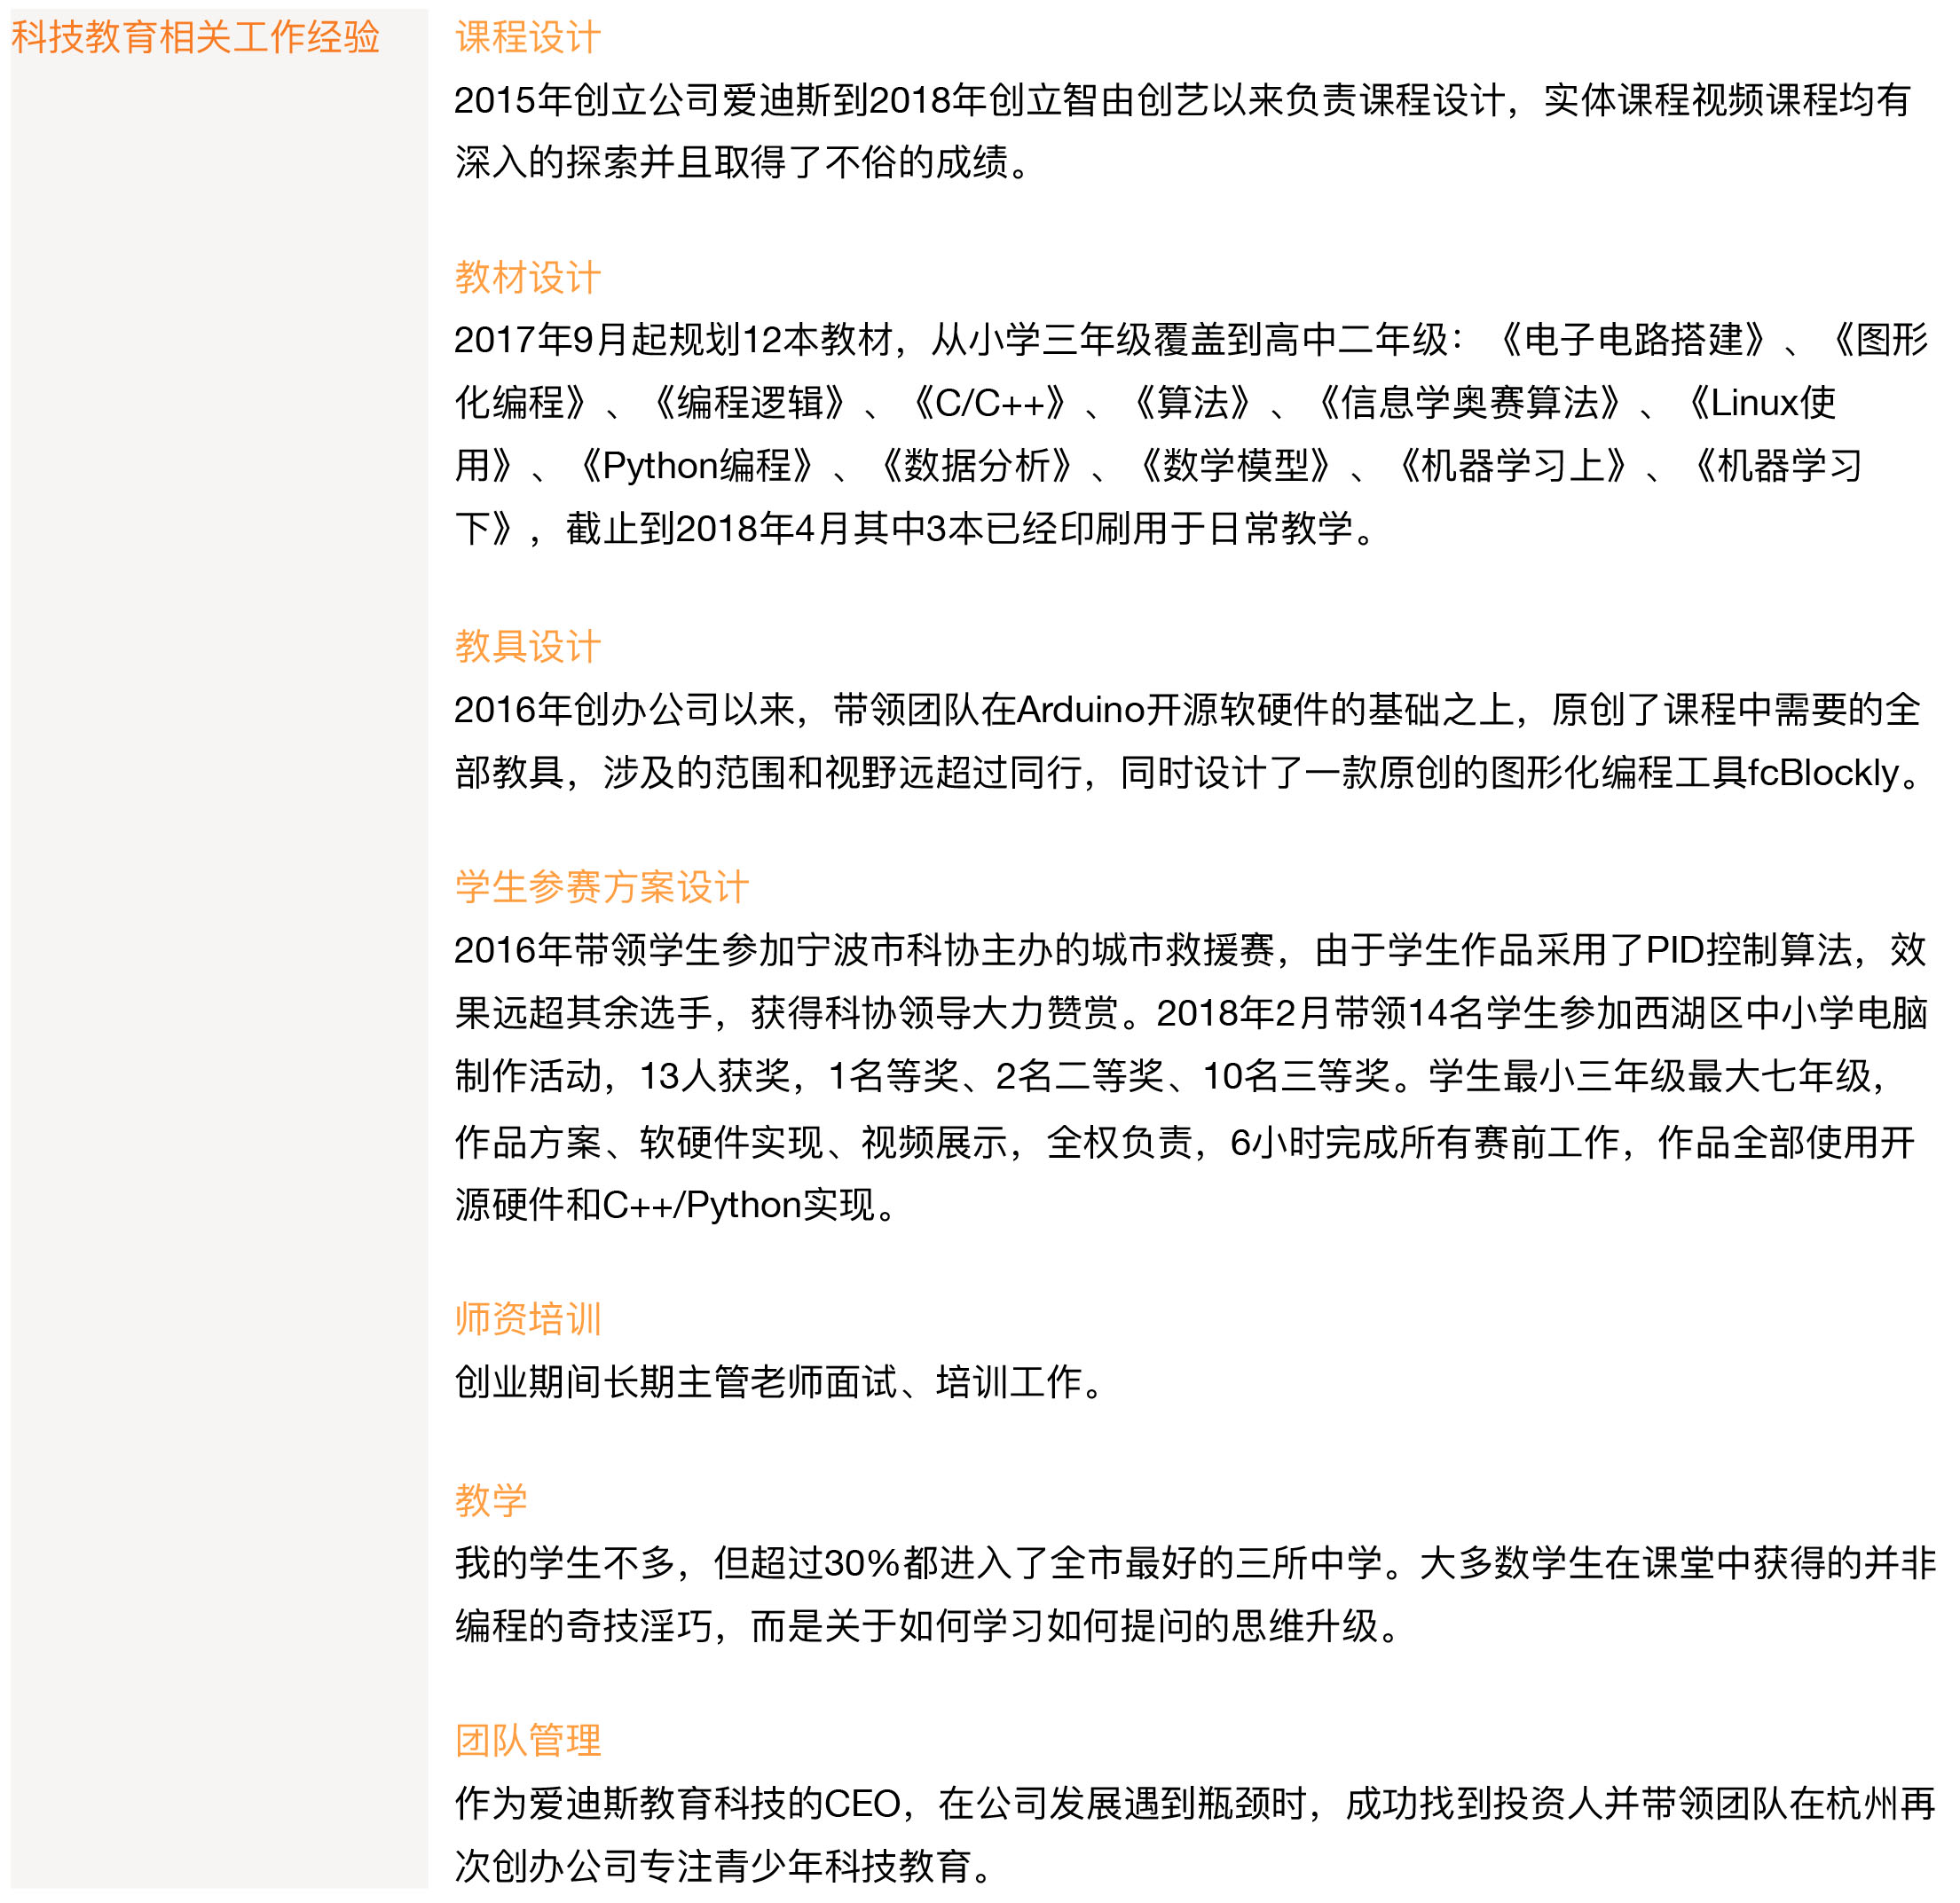 科技教育相关工作经验
课程设计
2015年创立公司爱迪斯到2018年创立智由创艺以来负责课程设计，实体课程视频课程均有
深入的探索并且取得了不俗的成绩。
教材设计
2017年9月起规划12本教材，从小学三年级覆盖到高中二年级：《电子电路搭建》、《图形
化编程》、《编程逻辑》、《C/C++》、《算法》、《信息学奥赛算法》、《Linux使
用》、《Python编程》、《数据分析》、《数学模型》、《机器学习上》、《机器学习
下》，截止到2018年4月其中3本已经印刷用于日常教学。
教具设计
2016年创办公司以来，带领团队在Arduino开源软硬件的基础之上，原创了课程中需要的全
部教具，涉及的范围和视野远超过同行，同时设计了一款原创的图形化编程工具fcBlockly。
学生参赛方案设计
2016年带领学生参加宁波市科协主办的城市救援赛，由于学生作品采用了PID控制算法，效
果远超其余选手，获得科协领导大力赞赏。2018年2月带领14名学生参加西湖区中小学电脑
制作活动，13人获奖，1名等奖、2名二等奖、10名三等奖。学生最小三年级最大七年级，
作品方案、软硬件实现、视频展示，全权负责，6小时完成所有赛前工作，作品全部使用开
源硬件和C++/Python实现。
师资培训
创业期间长期主管老师面试、培训工作。
教学
我的学生不多，但超过30%都进入了全市最好的三所中学。大多数学生在课堂中获得的并非
编程的奇技淫巧，而是关于如何学习如何提问的思维升级。
团队管理
作为爱迪斯教育科技的CEO，在公司发展遇到瓶颈时，成功找到投资人并带领团队在杭州再
次创办公司专注青少年科技教育。